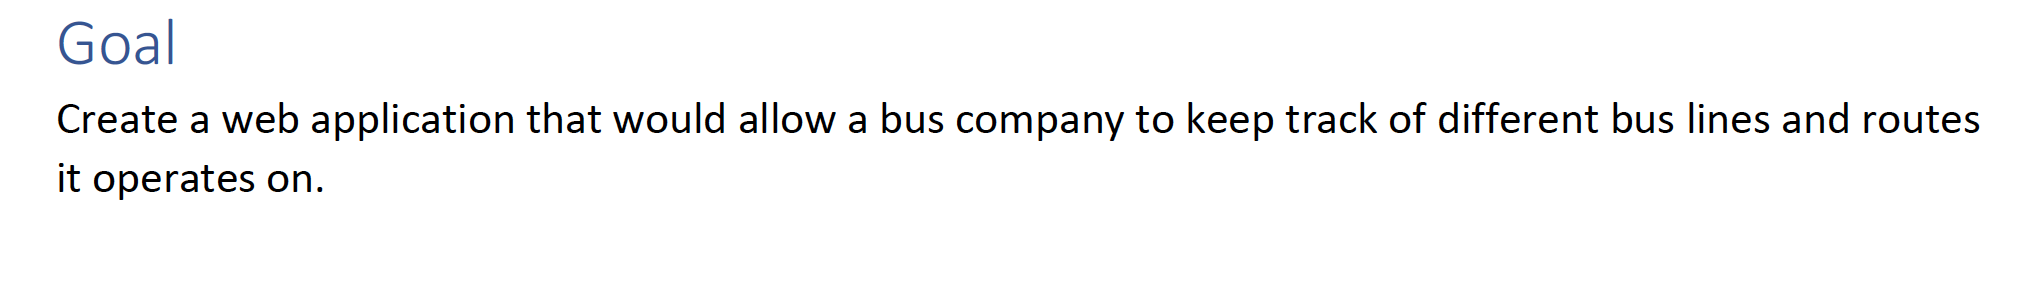 Goal
Create a web application that would allow a bus company to keep track of different bus lines and routes
it operates on.